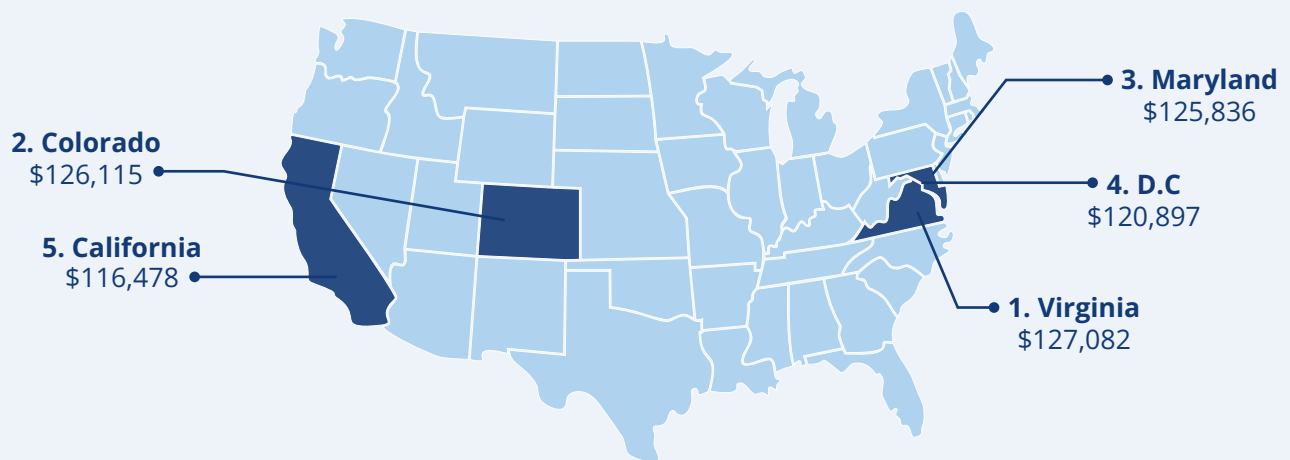 2. Colorado
$126,115
5. California
$116,478
3. Maryland
$125,836
4. D.C
$120,897
1. Virginia
$127,082